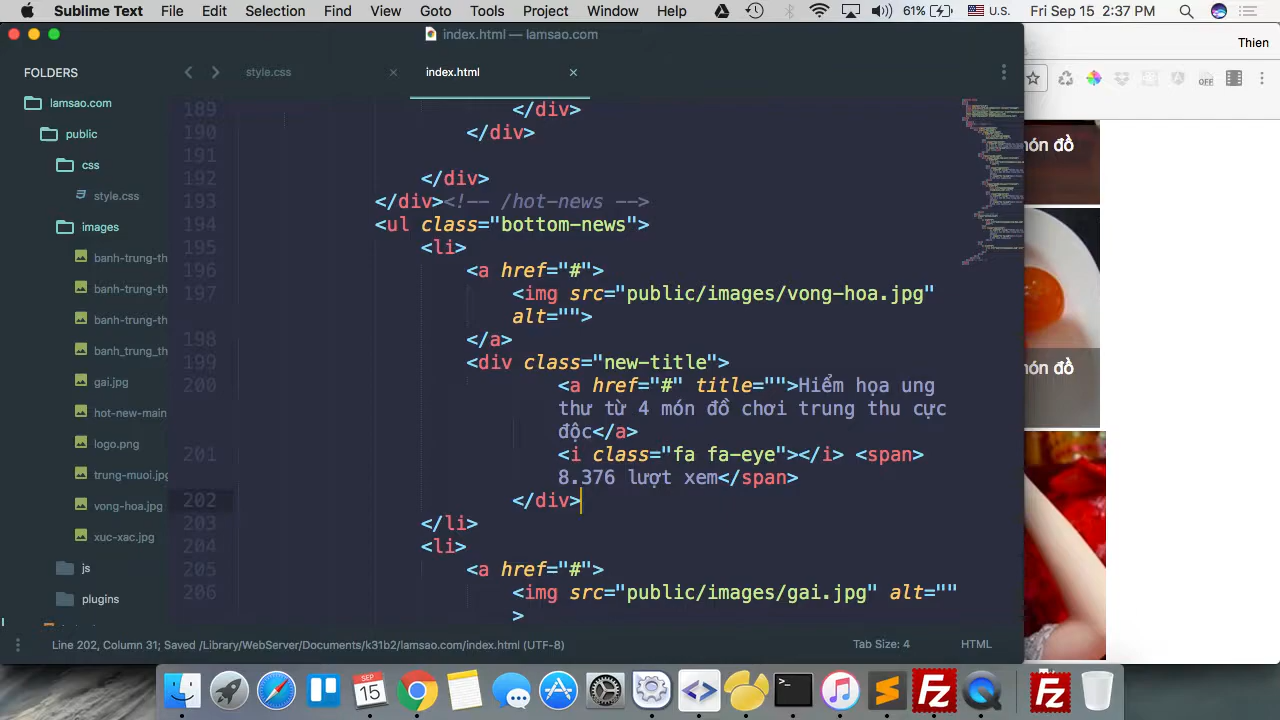 Sublime Text File Edit Selection Find View Goto Tools Project Window Help 61% U.S. Fri Sep 15 2:37 PM
index.html — lamsao.com
Thien
FOLDERS
style.css
index.html
lamsao.com
public
css
style.css
images
banh-trung-th
banh-trung-th
banh-trung-th
banh_trung_th
gai.jpg
hot-new-main
logo.png
trung-muoi.jpg
vong-hoa.jpg
xuc-xac.jpg
js
plugins
189 </div>
190 </div>
191
192 </div>
193 </div><!-- /hot-news -->
194 <ul class="bottom-news">
195 <li>
196 <a href="#">
197 <img src="public/images/vong-hoa.jpg"
alt="">
198 </a>
199 <div class="new-title">
200 <a href="#" title="">Hiểm họa ung
thư từ 4 món đồ chơi trung thu cực
độc</a>
201 <i class="fa fa-eye"></i> <span>
8.376 lượt xem</span>
202 </div>
203 </li>
204 <li>
205 <a href="#">
206 <img src="public/images/gai.jpg" alt=""
>
OFF
món đồ
món đồ
Line 202, Column 31; Saved /Library/WebServer/Documents/k31b2/lamsao.com/index.html (UTF-8)
Tab Size: 4
HTML
SEP
15